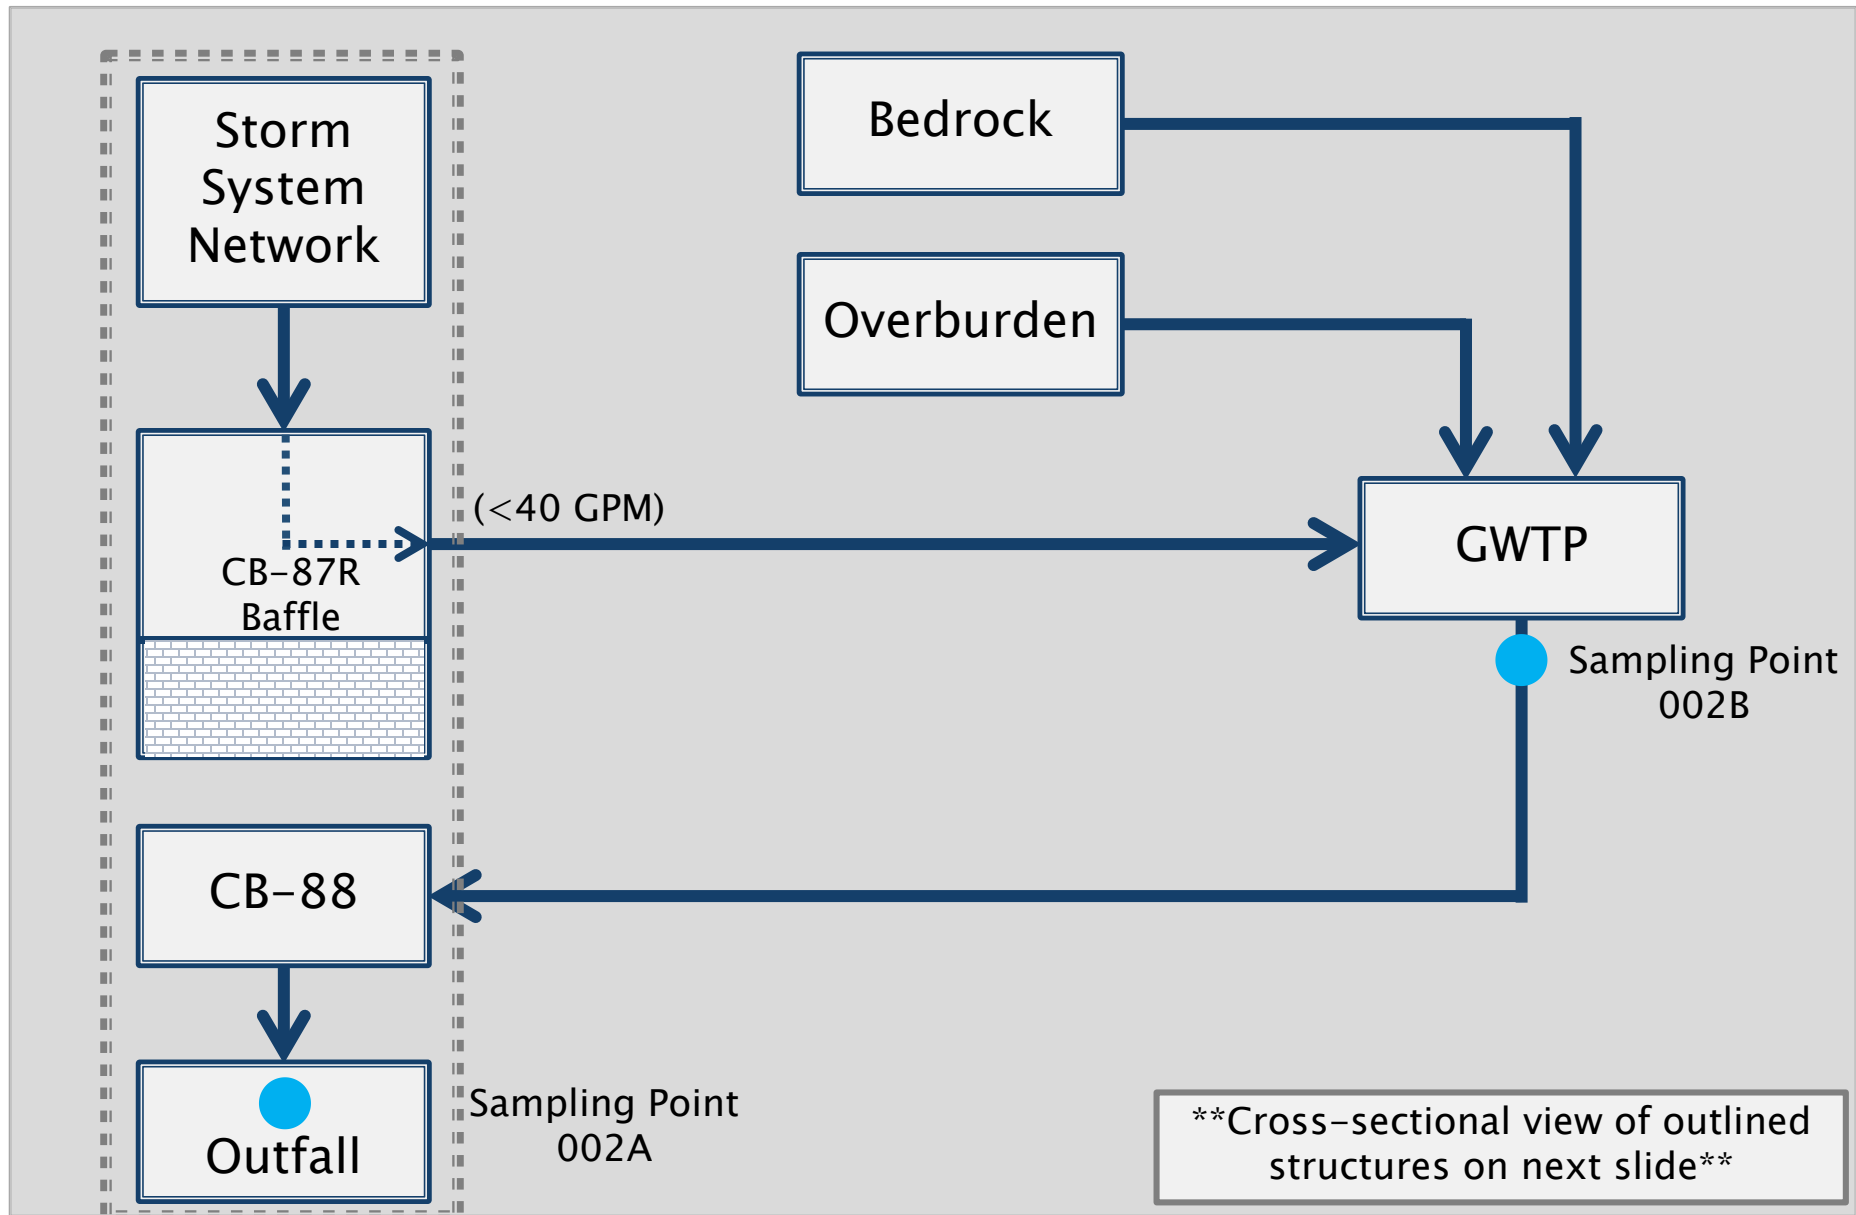 Storm
System
Network
Bedrock
Overburden
(<40 GPM)
CB-87R
Baffle
GWTP
Sampling Point
002B
CB-88
Sampling Point
002A
Outfall
**Cross-sectional view of outlined
structures on next slide**